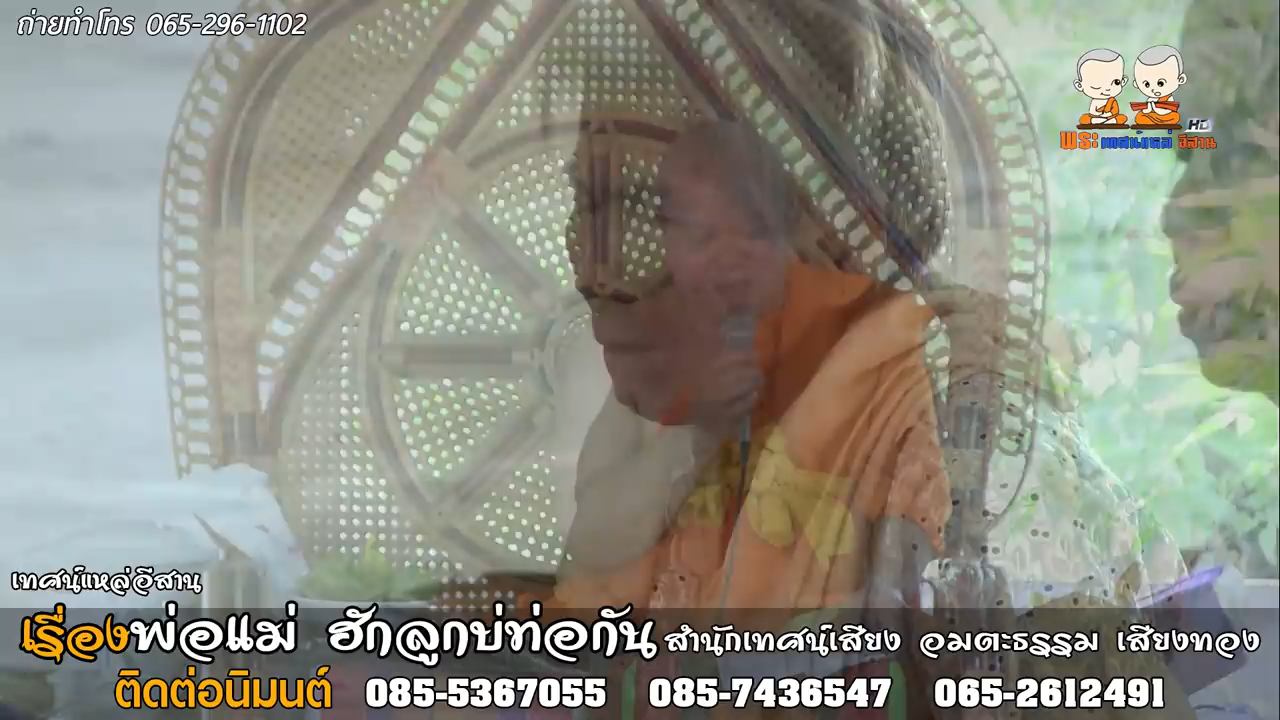 ถ่ายทำโทร 065-296-1102
HD
พระเทศน์แหล่ อีสาน
เทศน์แหล่อีสาน
เรื่องพ่อแม่ ฮักลูกบ่ท่อกัน สำนักเทศน์เสียง อมตะธรรม เสียงทอง
ติดต่อนิมนต์ 085-5367055 085-7436547 065-2612491